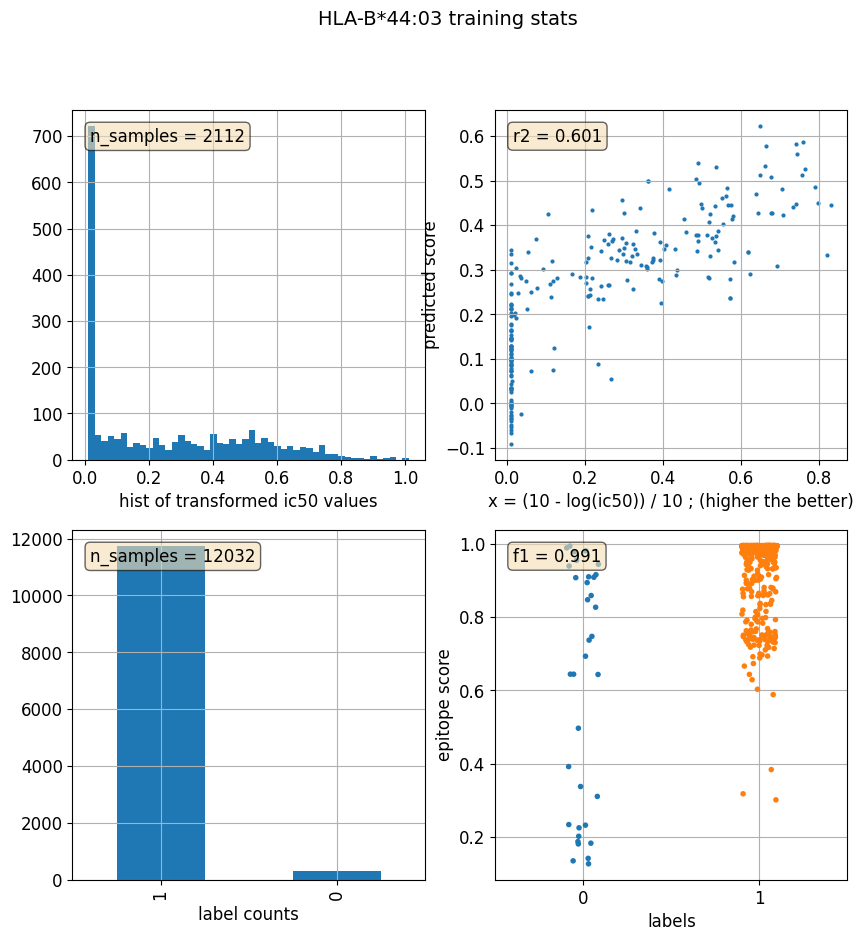 HLA-B*44:03 training stats
n_samples = 2112
700
600
500
400
300
200
100
0
0.0 0.2 0.4 0.6 0.8 1.0
hist of transformed ic50 values
r2 = 0.601
predicted score
0.6
0.5
0.4
0.3
0.2
0.1
0.0
−0.1
0.0 0.2 0.4 0.6 0.8
x = (10 - log(ic50)) / 10 ; (higher the better)
n_samples = 12032
12000
10000
8000
6000
4000
2000
0
1 0
label counts
f1 = 0.991
epitope score
1.0
0.8
0.6
0.4
0.2
0 1
labels